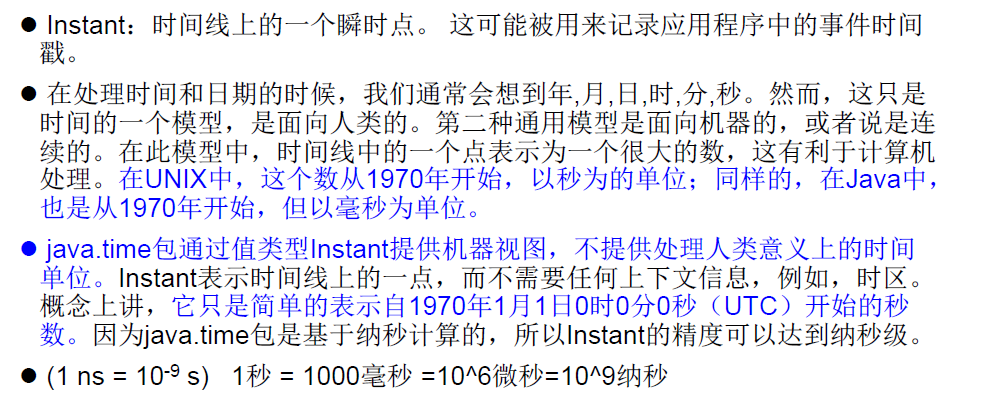 ● Instant：时间线上的一个瞬时点。 这可能被用来记录应用程序中的事件时间
戳。
● 在处理时间和日期的时候，我们通常会想到年,月,日,时,分,秒。然而，这只是
时间的一个模型，是面向人类的。第二种通用模型是面向机器的，或者说是连
续的。在此模型中，时间线中的一个点表示为一个很大的数，这有利于计算机
处理。在UNIX中，这个数从1970年开始，以秒为的单位；同样的，在Java中，
也是从1970年开始，但以毫秒为单位。
● java.time包通过值类型Instant提供机器视图，不提供处理人类意义上的时间
单位。Instant表示时间线上的一点，而不需要任何上下文信息，例如，时区。
概念上讲，它只是简单的表示自1970年1月1日0时0分0秒（UTC）开始的秒
数。因为java.time包是基于纳秒计算的，所以Instant的精度可以达到纳秒级。
● (1 ns = 10⁻⁹ s) 1秒 = 1000毫秒 =10^6微秒=10^9纳秒